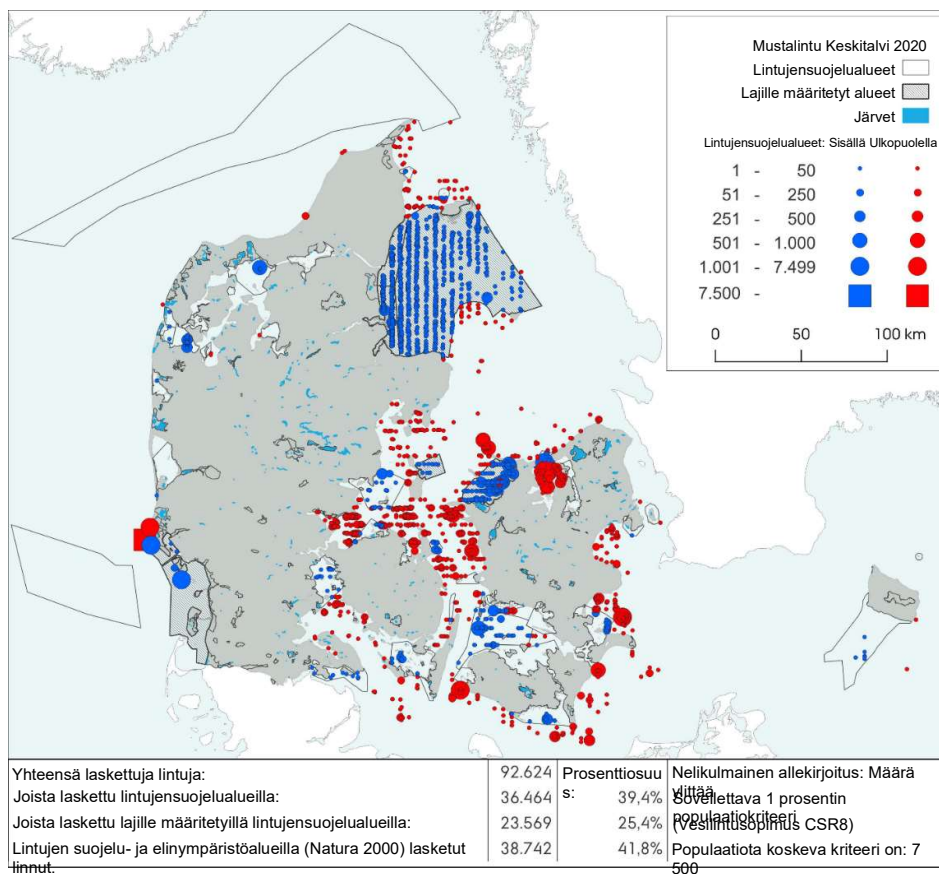 Mustalintu Keskitalvi 2020
Lintujensuojelualueet
Lajille määritetyt alueet
Järvet
Lintujensuojelualueet: Sisällä Ulkopuolella
1 - 50
51 - 250
251 - 500
501 - 1.000
1.001 - 7.499
7.500 -
0 50 100 km
Yhteensä laskettuja lintuja: 92.624
Joista laskettu lintujensuojelualueilla: 36.464 39,4%
Joista laskettu lajille määritetyillä lintujensuojelualueilla: 23.569 25,4%
Lintujen suojelu- ja elinympäristöalueilla (Natura 2000) lasketut
linnut. 38.742 41,8%
Prosenttiosuu
s:
Nelikulmainen allekirjoitus: Määrä
ylittää
Sovellettava 1 prosentin
populaatiokriteeri
(Vesilintusopimus CSR8)
Populaatiota koskeva kriteeri on: 7
500